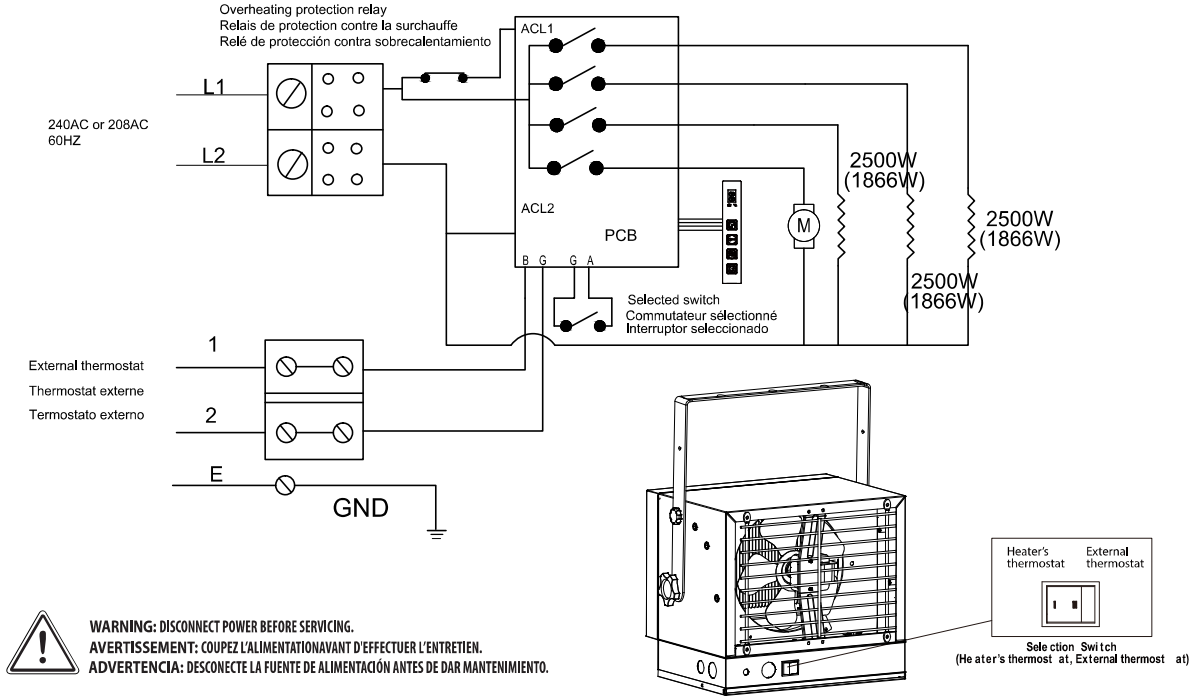 Overheating protection relay
Relais de protection contre la surchauffe
Relé de protección contra sobrecalentamiento
ACL1
L1
240AC or 208AC
60HZ
L2
2500W
(1866W)
ACL2
PCB
M
2500W
(1866W)
B G G A
2500W
(1866W)
Selected switch
Commutateur sélectionné
Interruptor seleccionado
1
External thermostat
Thermostat externe
Termostato externo
2
E
GND
Heater's
thermostat
External
thermostat
Sele ction Swi tch
(He ater's thermost at, External thermost at)
WARNING: DISCONNECT POWER BEFORE SERVICING.
AVERTISSEMENT: COUPEZ L'ALIMENTATIONAVANT D'EFFECTUER L'ENTRETIEN.
ADVERTENCIA: DESCONECTE LA FUENTE DE ALIMENTACIÓN ANTES DE DAR MANTENIMIENTO.